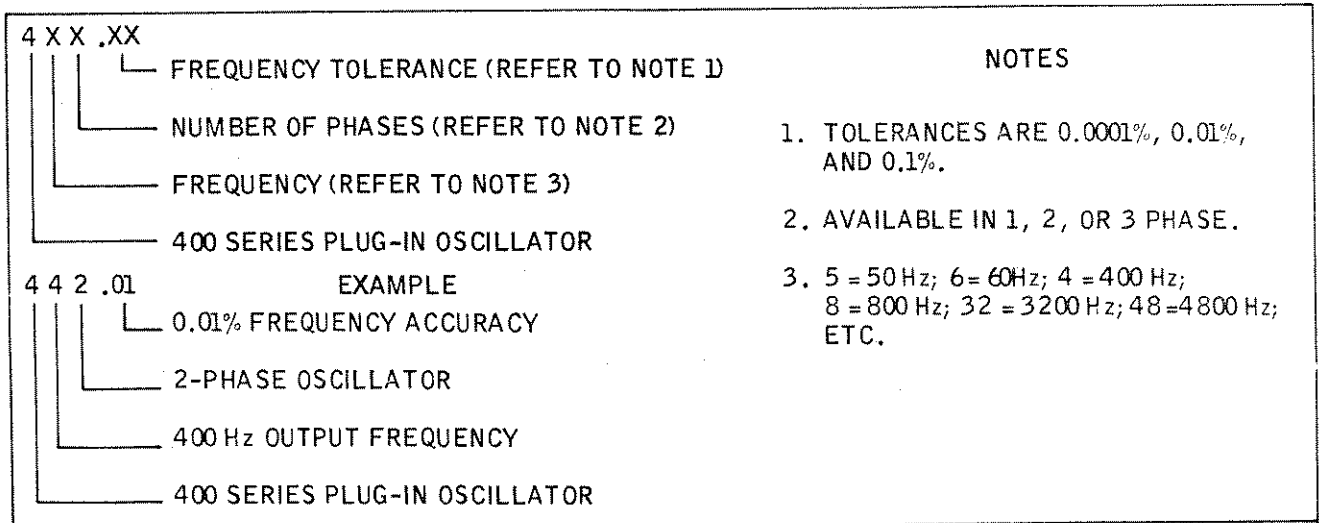 4 X X .XX
FREQUENCY TOLERANCE (REFER TO NOTE 1)
NUMBER OF PHASES (REFER TO NOTE 2)
FREQUENCY (REFER TO NOTE 3)
400 SERIES PLUG-IN OSCILLATOR
4 4 2 .01 EXAMPLE
0.01% FREQUENCY ACCURACY
2-PHASE OSCILLATOR
400 Hz OUTPUT FREQUENCY
400 SERIES PLUG-IN OSCILLATOR
NOTES
1. TOLERANCES ARE 0.0001%, 0.01%,
AND 0.1%.
2. AVAILABLE IN 1, 2, OR 3 PHASE.
3. 5 = 50 Hz; 6 = 60Hz; 4 = 400 Hz;
8 = 800 Hz; 32 = 3200 Hz; 48 = 4800 Hz;
ETC.